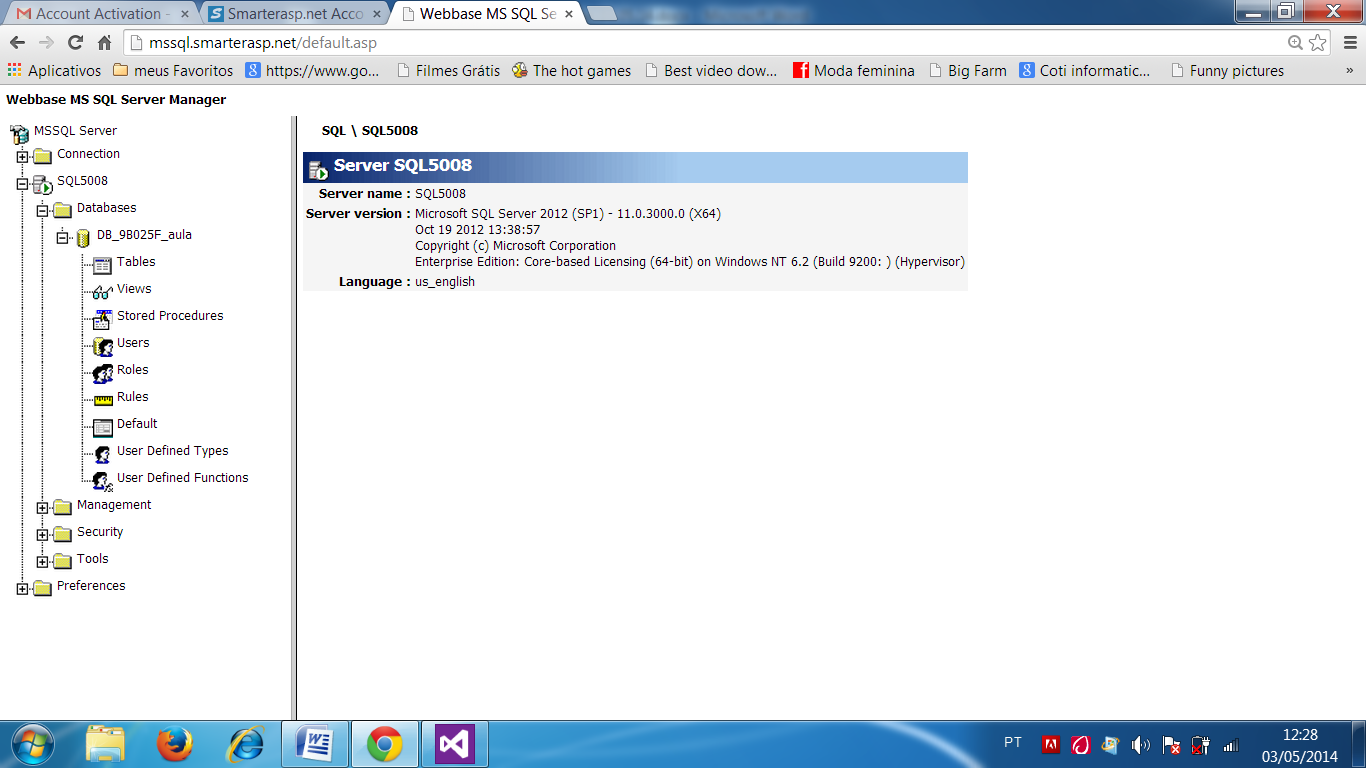 Account Activation -
Smarterasp.net Acco
Webbase MS SQL Se
mssql.smarterasp.net/default.asp
Aplicativos
meus Favoritos
https://www.go...
Filmes Grátis
The hot games
Best video dow...
Moda feminina
Big Farm
Coti informatic...
Funny pictures
»
Webbase MS SQL Server Manager
MSSQL Server
Connection
SQL5008
Databases
DB_9B025F_aula
Tables
Views
Stored Procedures
Users
Roles
Rules
Default
User Defined Types
User Defined Functions
Management
Security
Tools
Preferences
SQL \ SQL5008
Server SQL5008
Server name : SQL5008
Server version : Microsoft SQL Server 2012 (SP1) - 11.0.3000.0 (X64)
Oct 19 2012 13:38:57
Copyright (c) Microsoft Corporation
Enterprise Edition: Core-based Licensing (64-bit) on Windows NT 6.2 (Build 9200: ) (Hypervisor)
Language : us_english
PT
12:28
03/05/2014